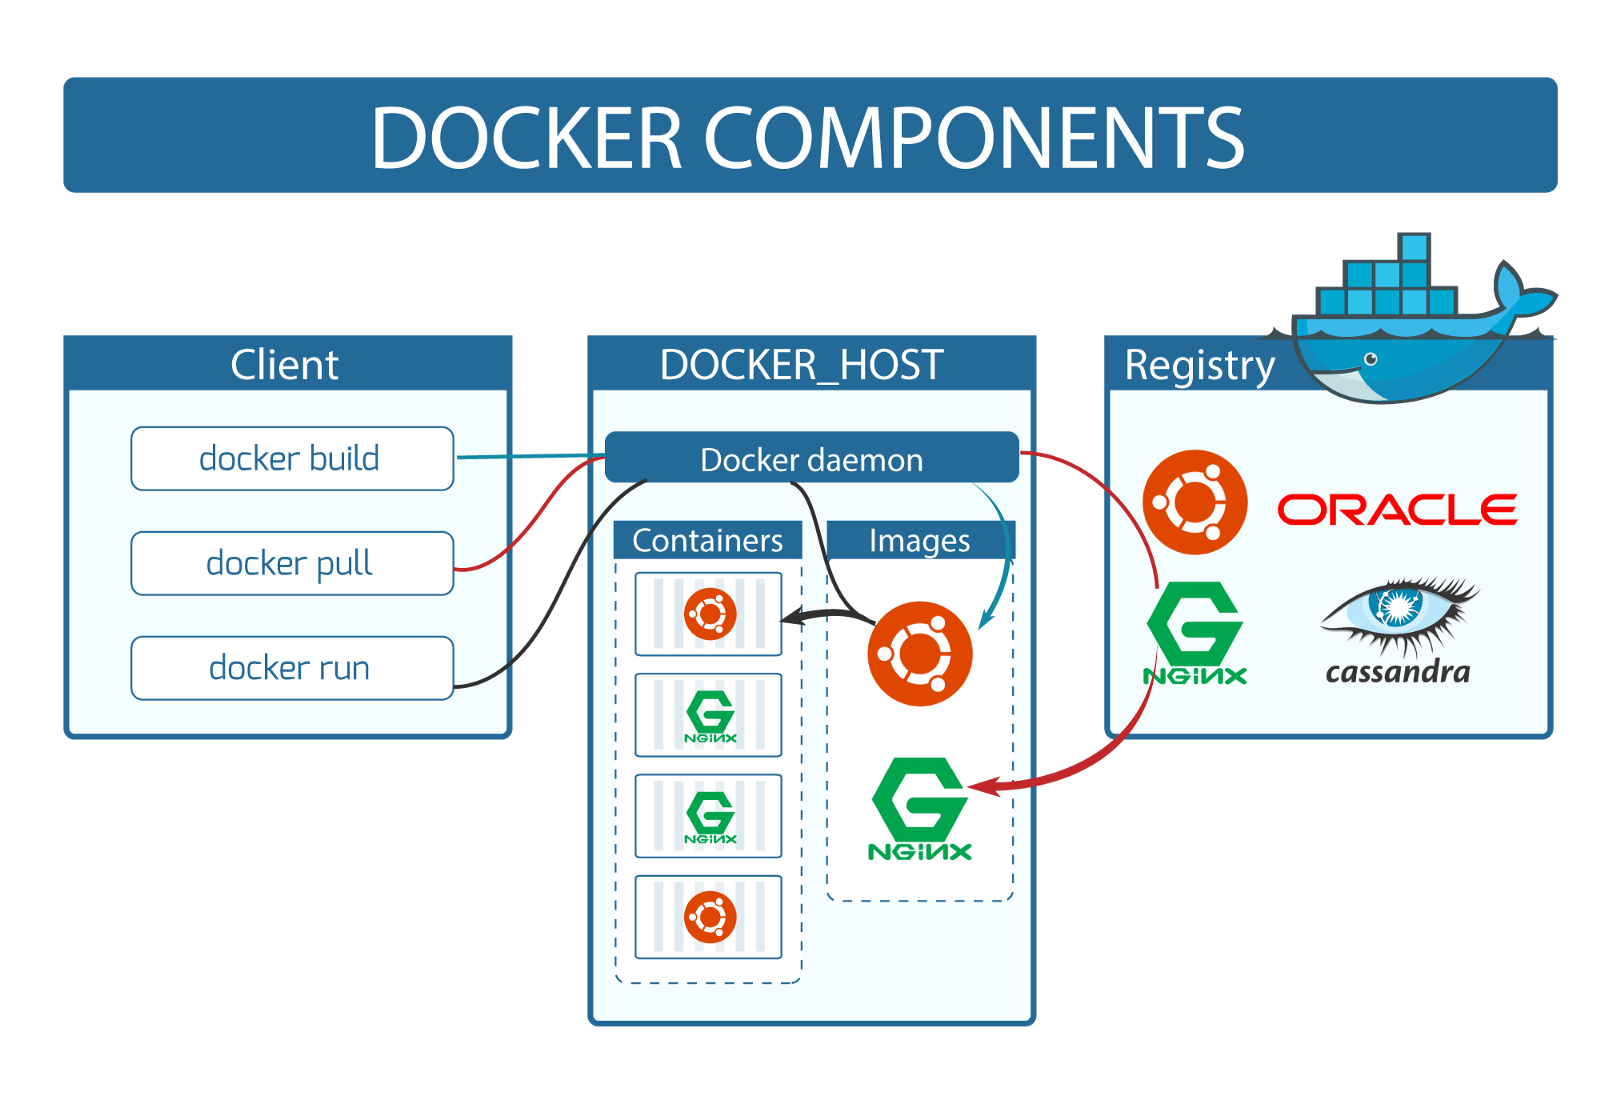 DOCKER COMPONENTS
Client
docker build
docker pull
docker run
DOCKER_HOST
Docker daemon
Containers
NGiNX
NGiNX
Images
NGiNX
Registry
ORACLE
NGiNX
cassandra